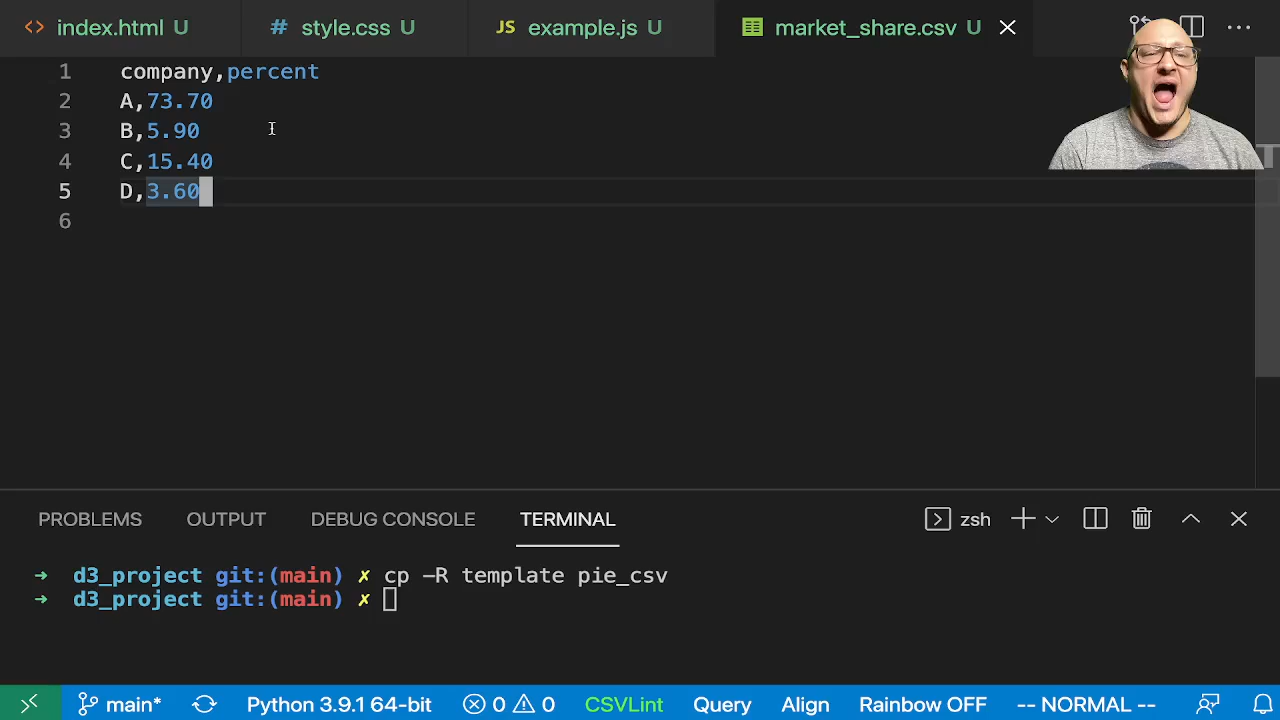 <> index.html U # style.css U JS example.js U market_share.csv U
1 company,percent
2 A,73.70
3 B,5.90
4 C,15.40
5 D,3.60
6
PROBLEMS OUTPUT DEBUG CONSOLE TERMINAL zsh
→ d3_project git:(main) ✗ cp -R template pie_csv
→ d3_project git:(main) ✗
main* Python 3.9.1 64-bit 0 0 CSVLint Query Align Rainbow OFF -- NORMAL --